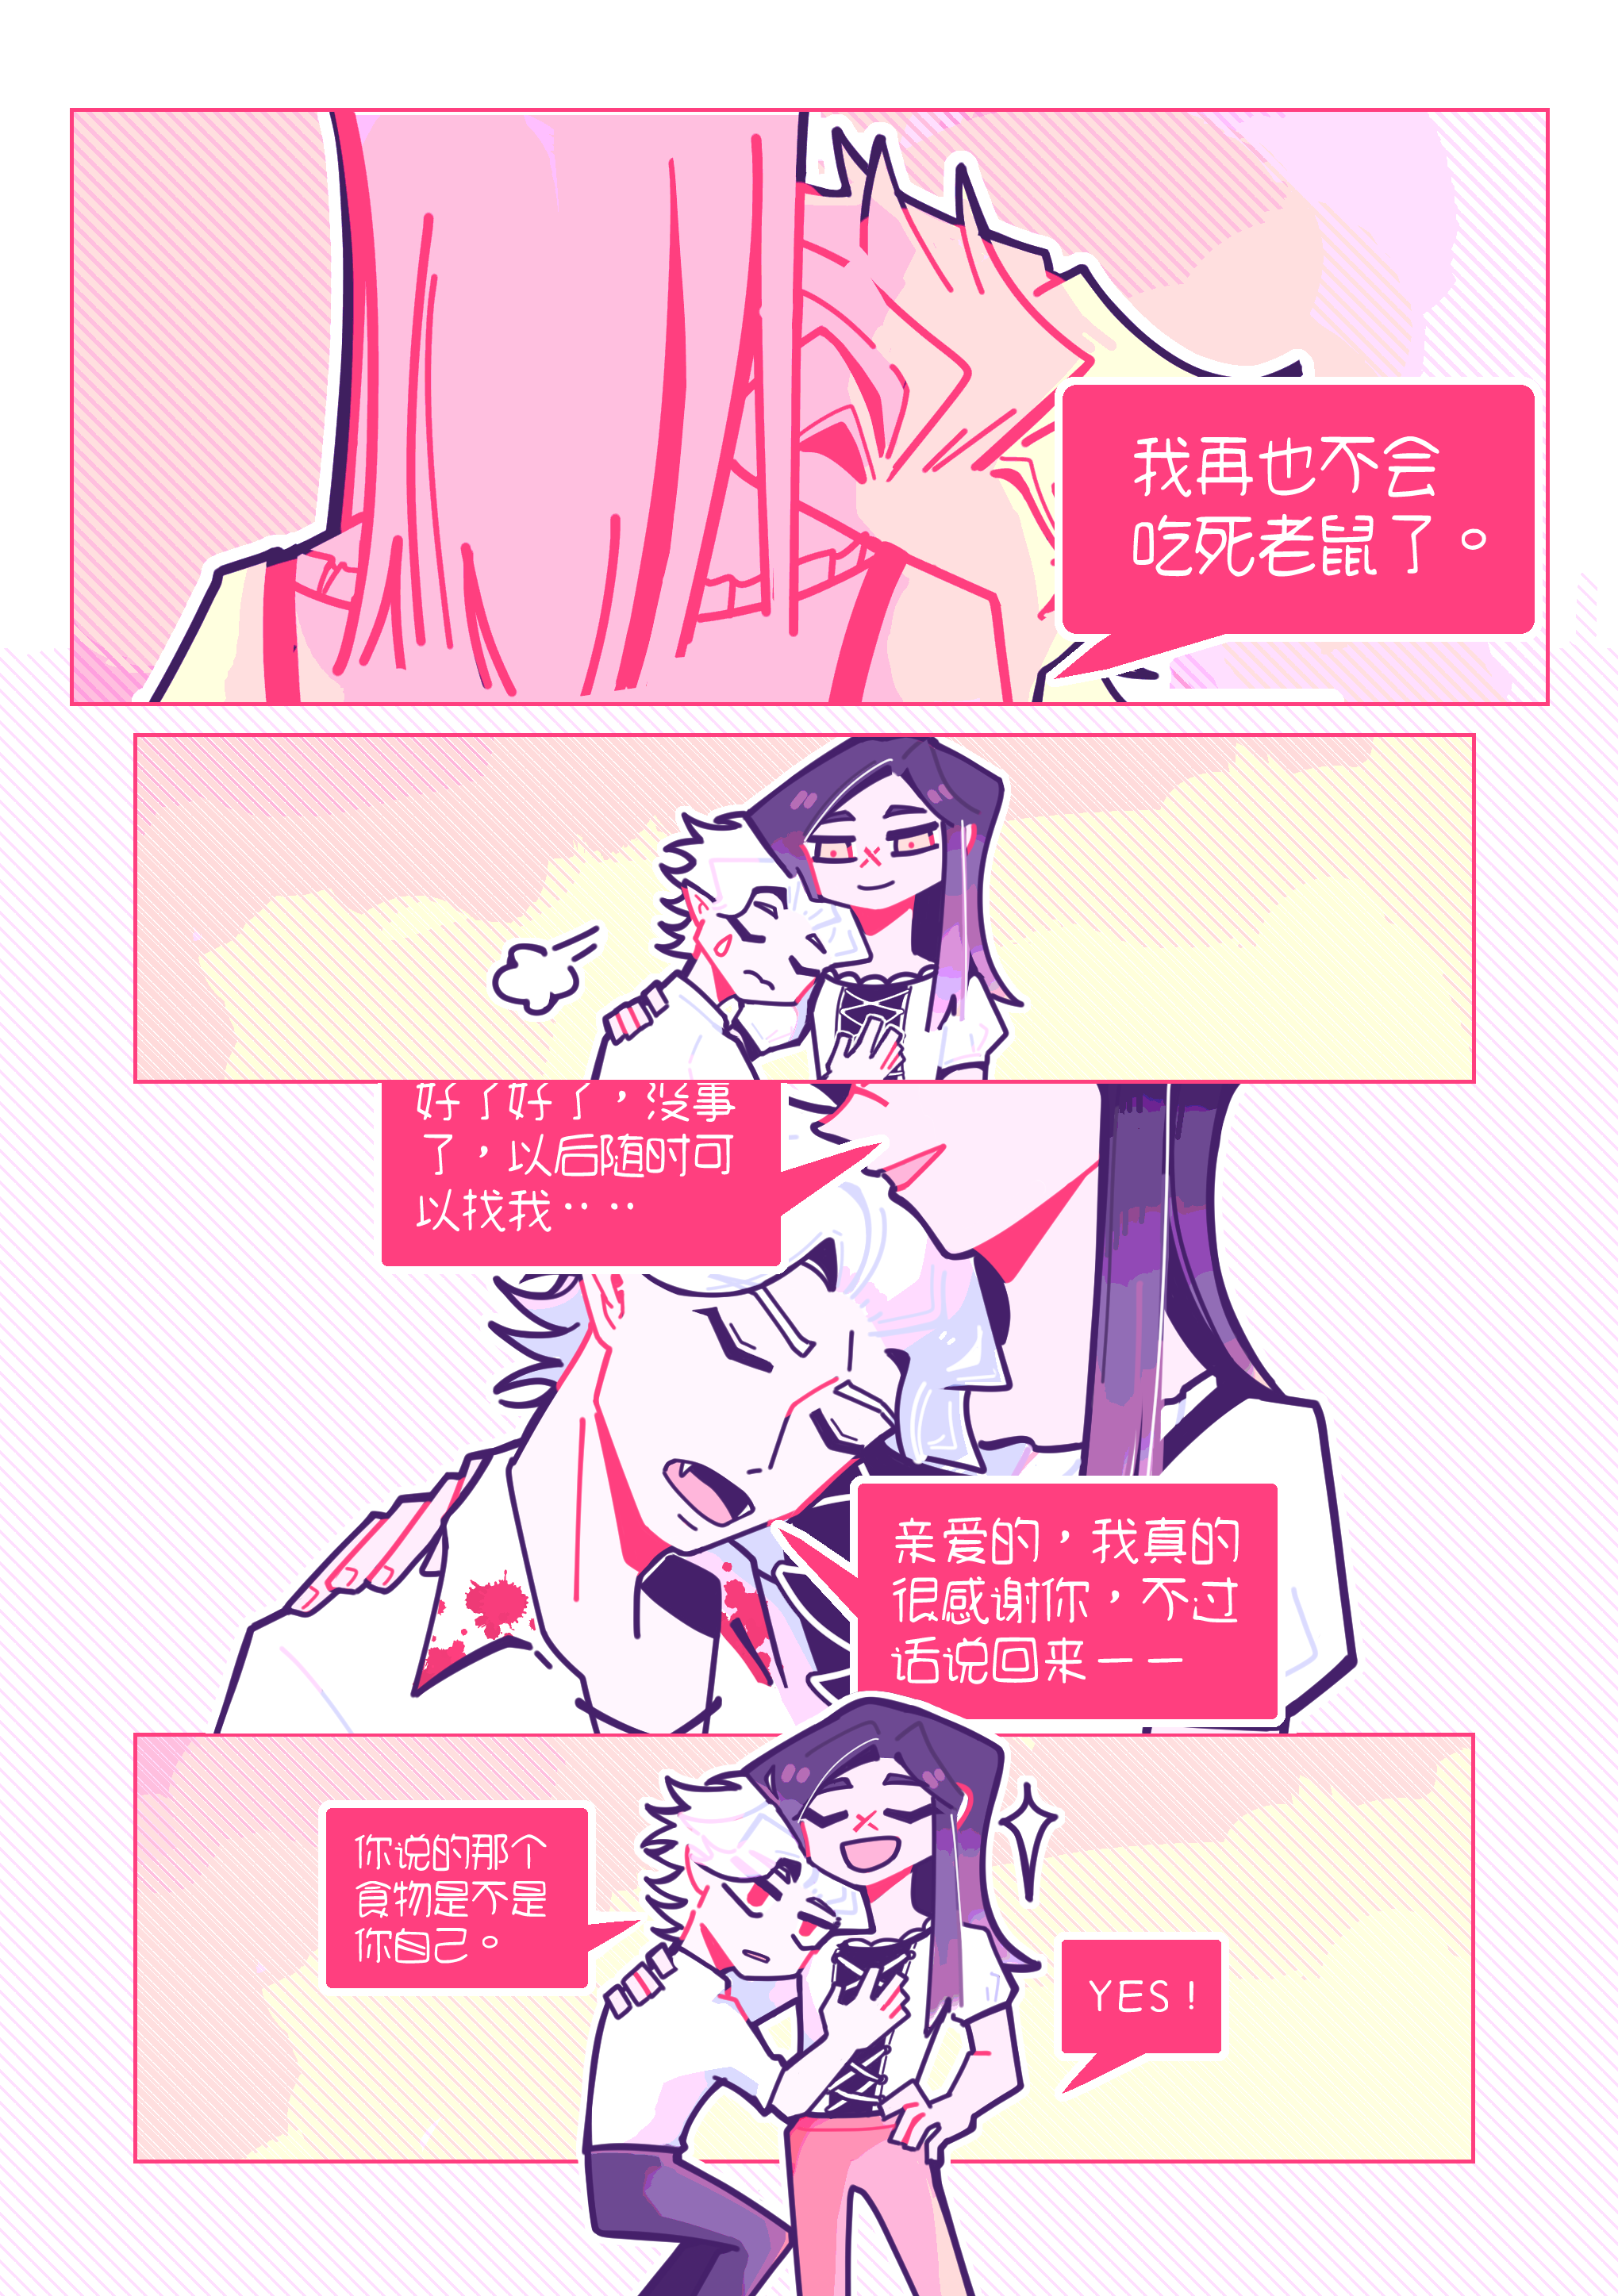 我再也不会
吃死老鼠了。
好了好了，没事
了，以后随时可
以找我‥‥
亲爱的，我真的
很感谢你，不过
话说回来——
你说的那个
食物是不是
你自己。
YES！